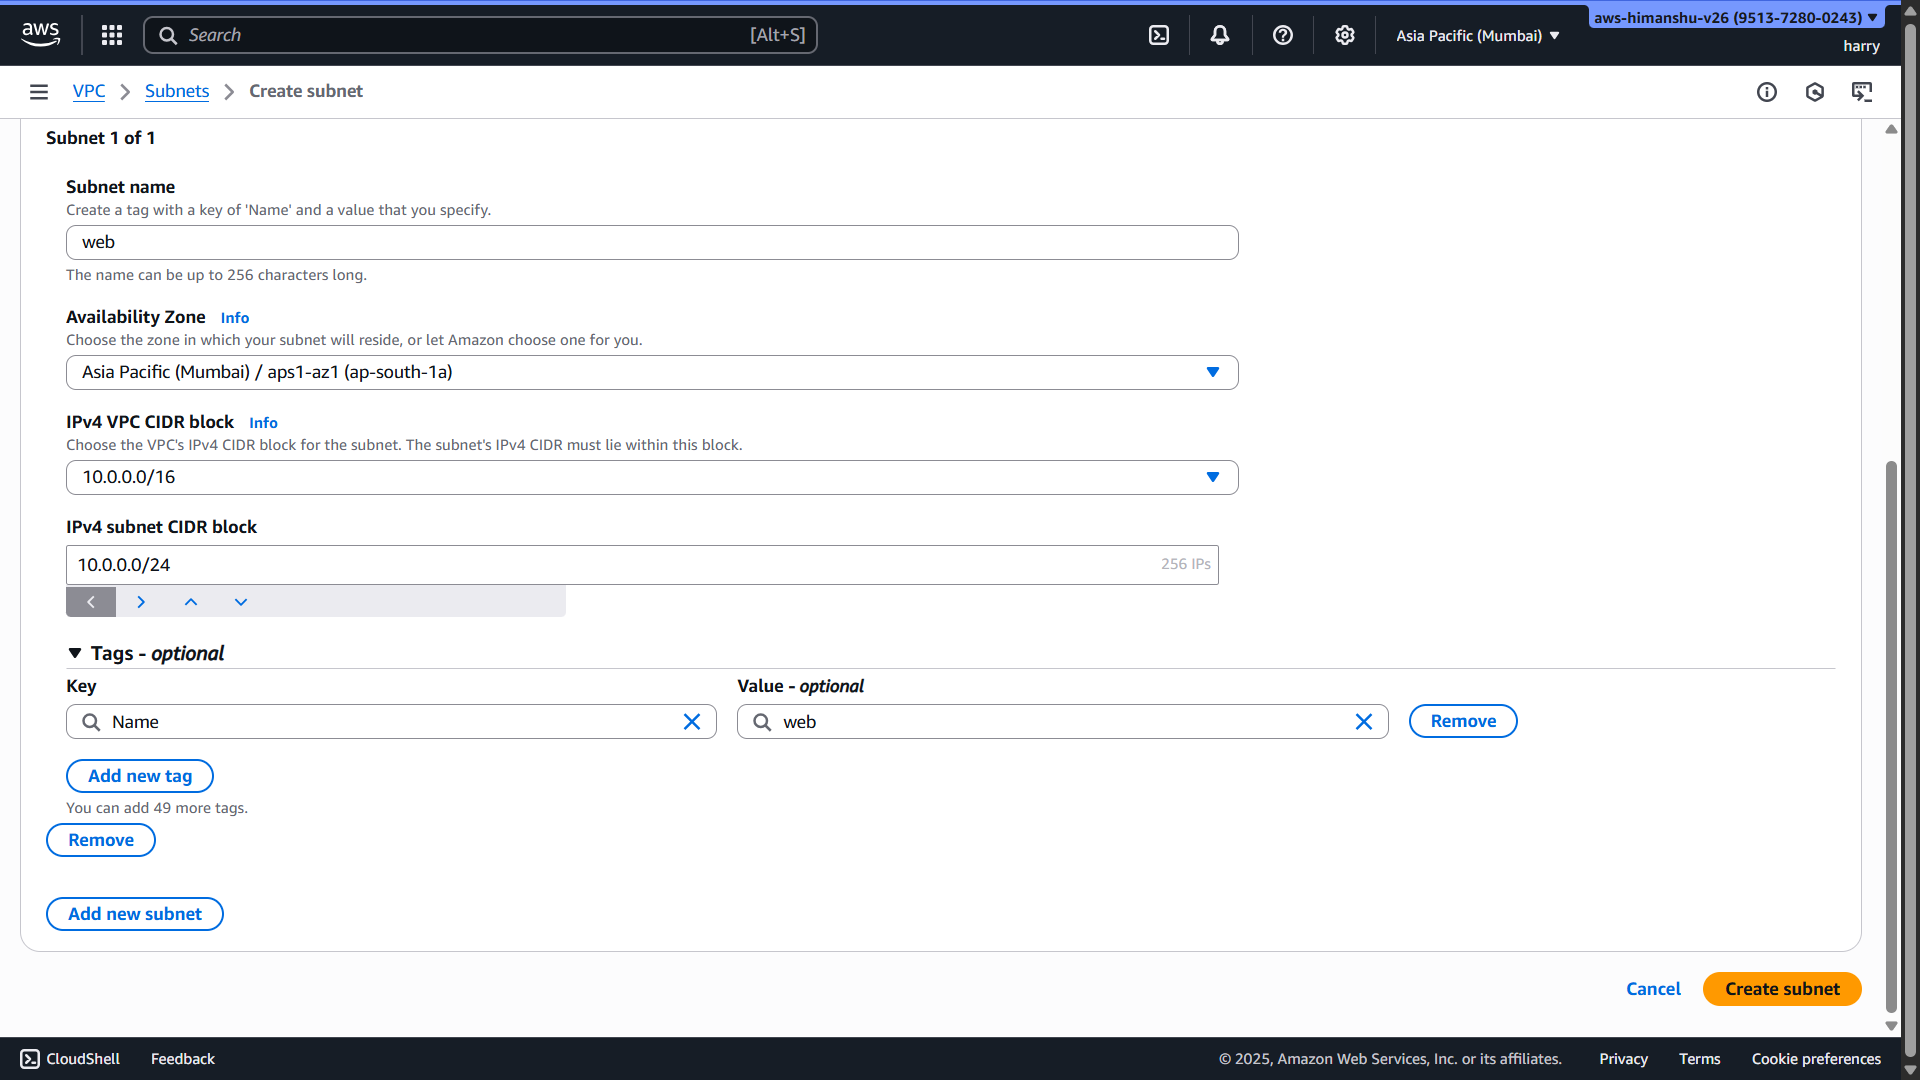 aws
Search [Alt+S]
Asia Pacific (Mumbai)
aws-himanshu-v26 (9513-7280-0243)
harry
VPC Subnets Create subnet
Subnet 1 of 1
Subnet name
Create a tag with a key of 'Name' and a value that you specify.
web
The name can be up to 256 characters long.
Availability Zone Info
Choose the zone in which your subnet will reside, or let Amazon choose one for you.
Asia Pacific (Mumbai) / aps1-az1 (ap-south-1a)
IPv4 VPC CIDR block Info
Choose the VPC's IPv4 CIDR block for the subnet. The subnet's IPv4 CIDR must lie within this block.
10.0.0.0/16
IPv4 subnet CIDR block
10.0.0.0/24 256 IPs
Tags - optional
Key Value - optional
Name web Remove
Add new tag
You can add 49 more tags.
Remove
Add new subnet
Cancel Create subnet
CloudShell Feedback © 2025, Amazon Web Services, Inc. or its affiliates. Privacy Terms Cookie preferences